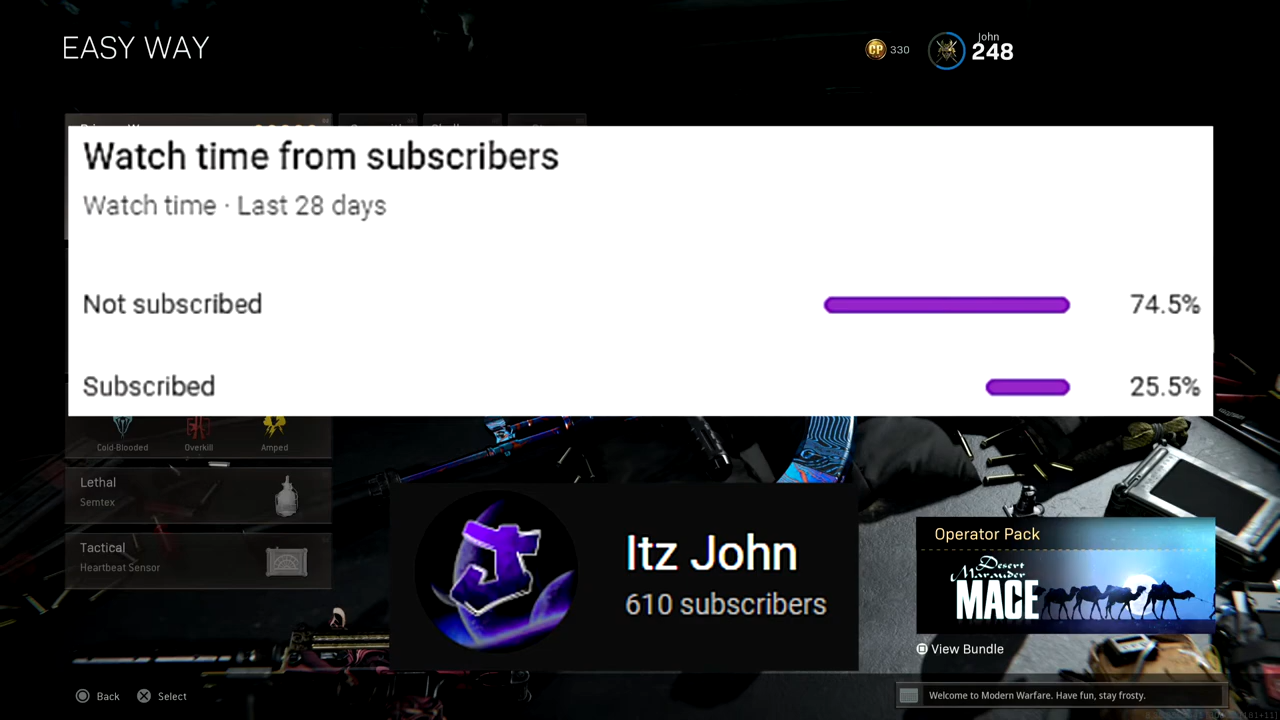 EASY WAY
CP 330
John
248
Watch time from subscribers
Watch time · Last 28 days
Not subscribed 74.5%
Subscribed 25.5%
Cold-Blooded Overkill Amped
Lethal
Semtex
Tactical
Heartbeat Sensor
Itz John
610 subscribers
Operator Pack
Desert
Marauder
MACE
View Bundle
Back Select
Welcome to Modern Warfare. Have fun, stay frosty.